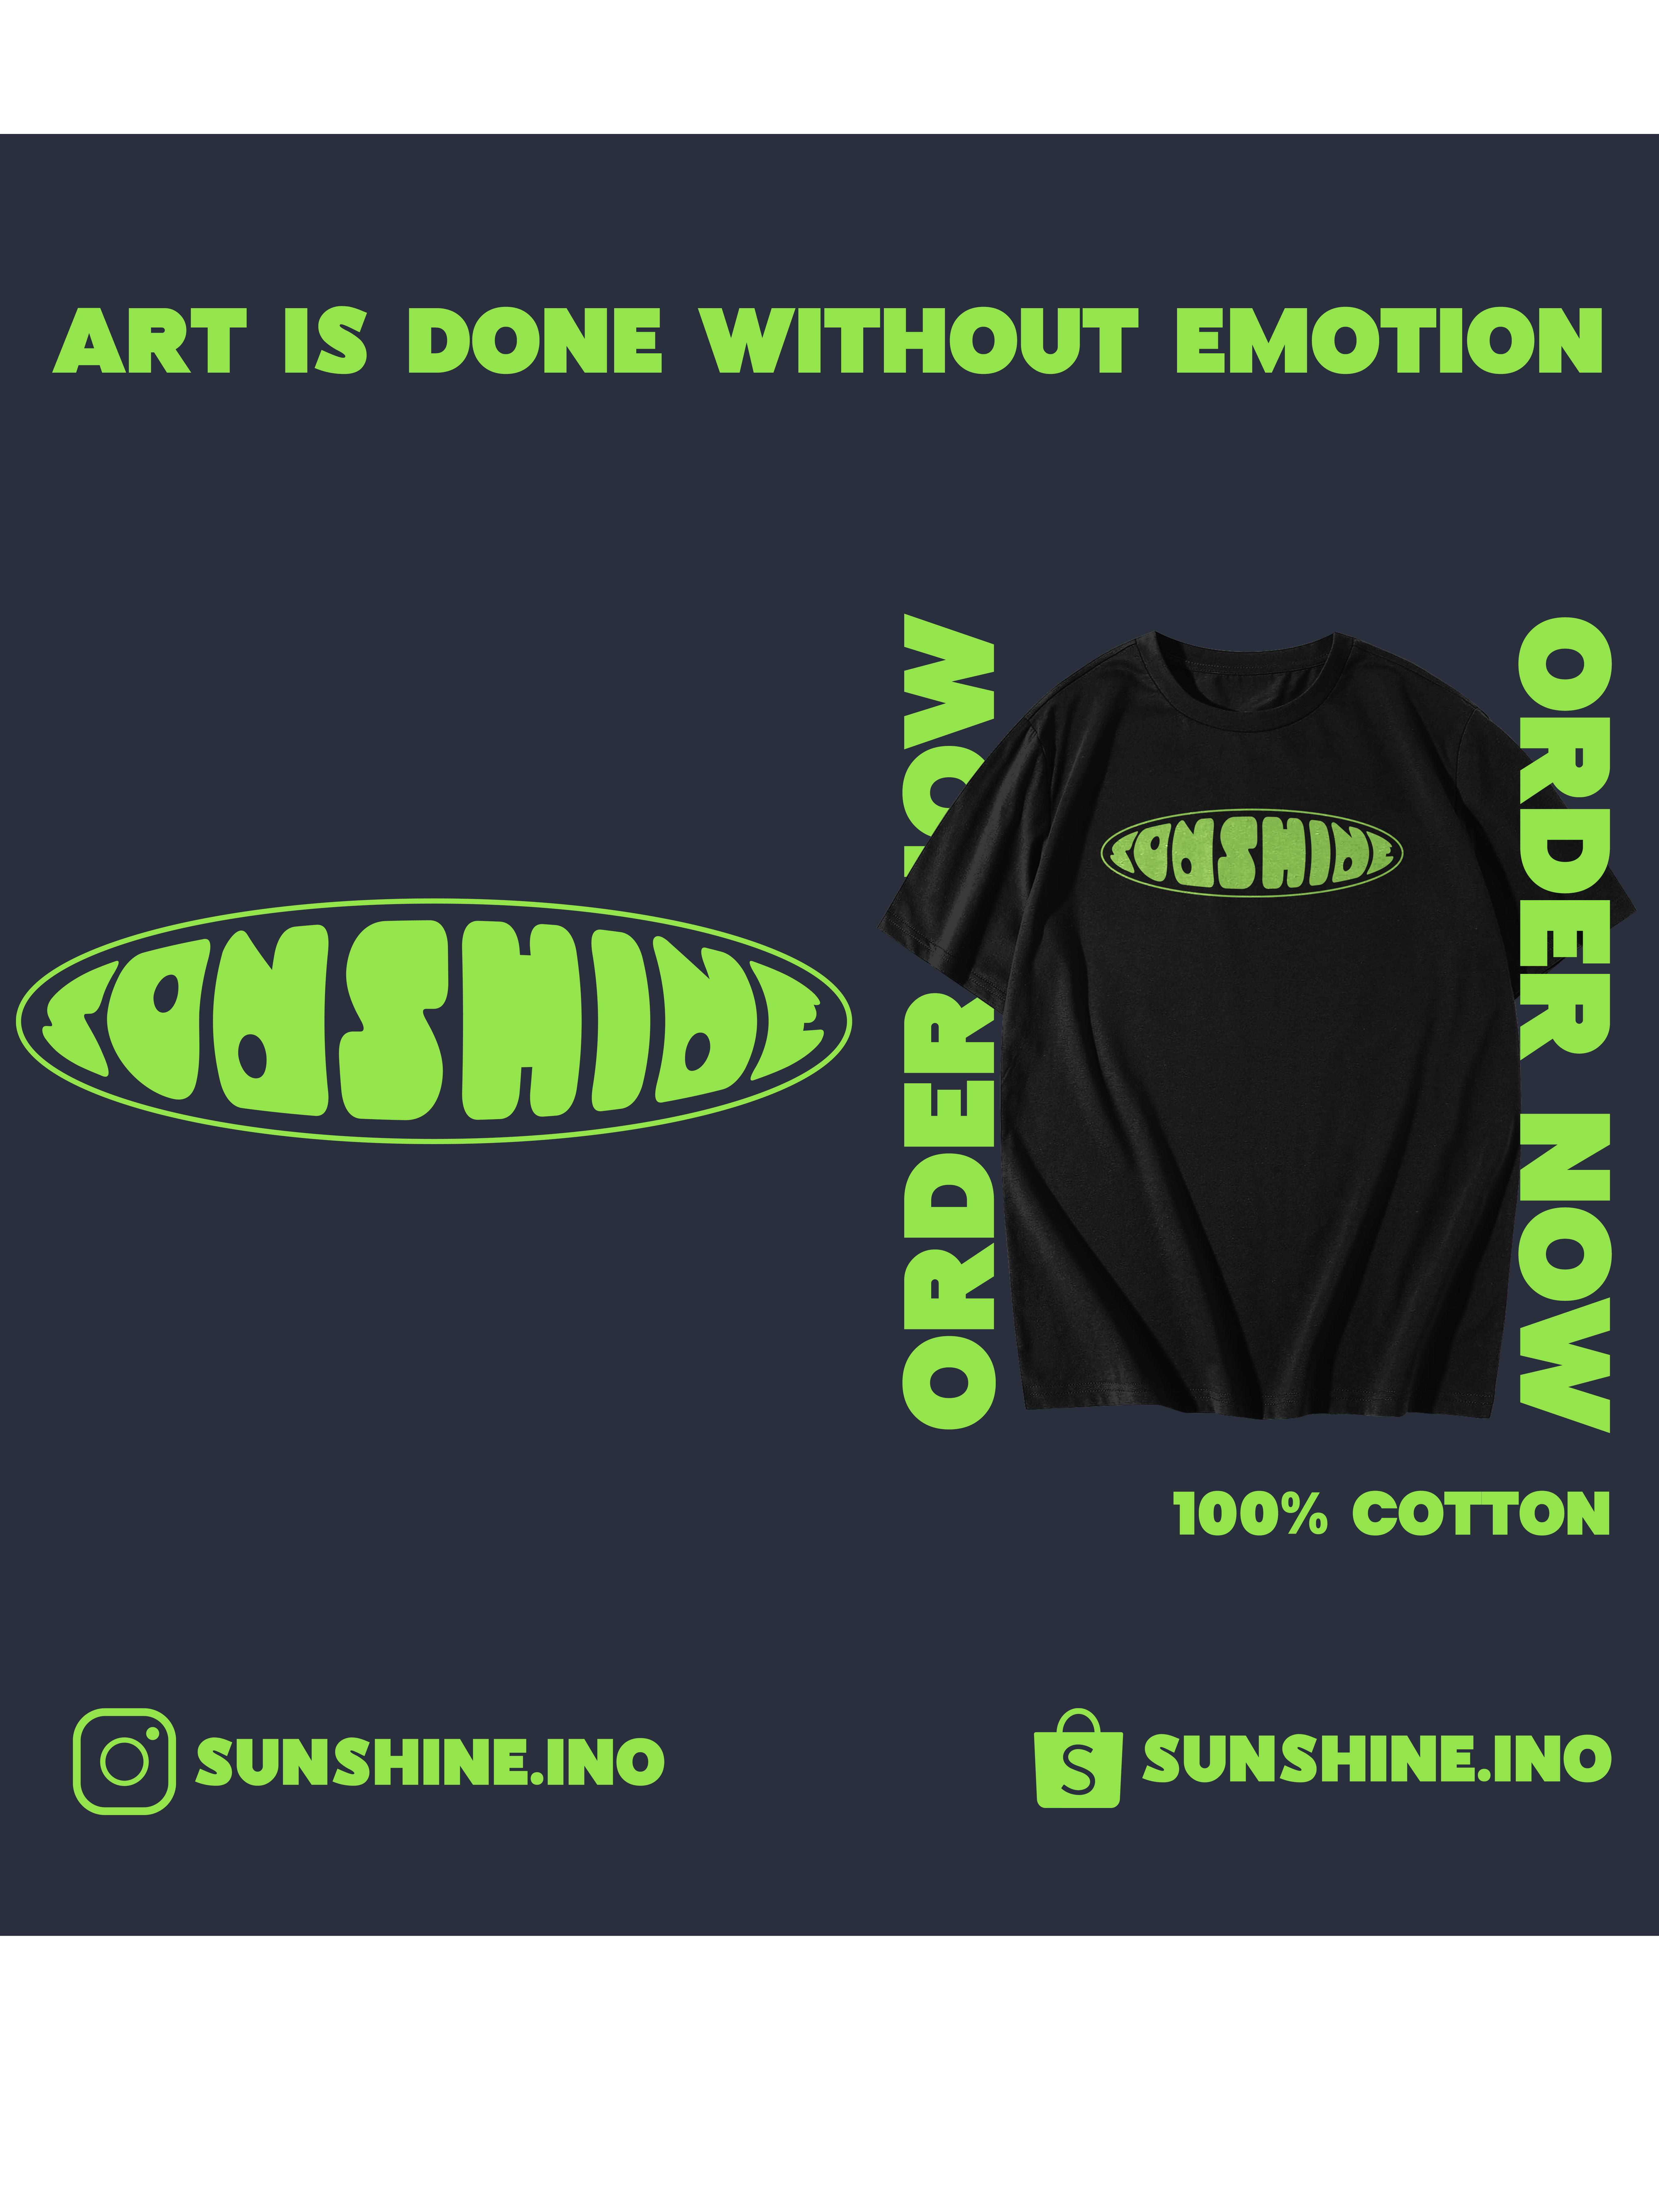 ART IS DONE WITHOUT EMOTION
SUNSHINE
ORDER NOW
SUNSHINE
ORDER NOW
100% COTTON
SUNSHINE.INO
S SUNSHINE.INO